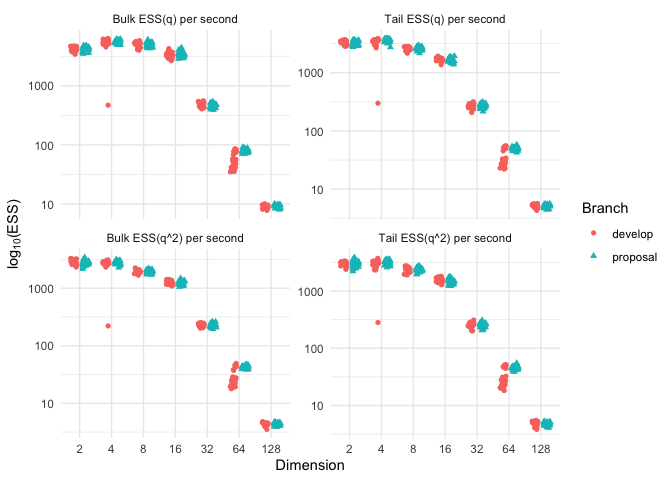 Bulk ESS(q) per second
Tail ESS(q) per second
1000
100
10
1000
100
10
Bulk ESS(q^2) per second
Tail ESS(q^2) per second
1000
100
10
1000
100
10
2 4 8 16 32 64 128
2 4 8 16 32 64 128
Dimension
log10(ESS)
Branch
develop
proposal